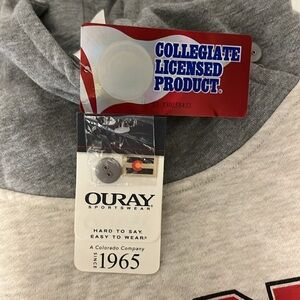 COLLEGIATE
LICENSED
PRODUCT®
OURAY
SPORTSWEAR
HARD TO SAY,
EASY TO WEAR®
A Colorado Company
SINCE 1965